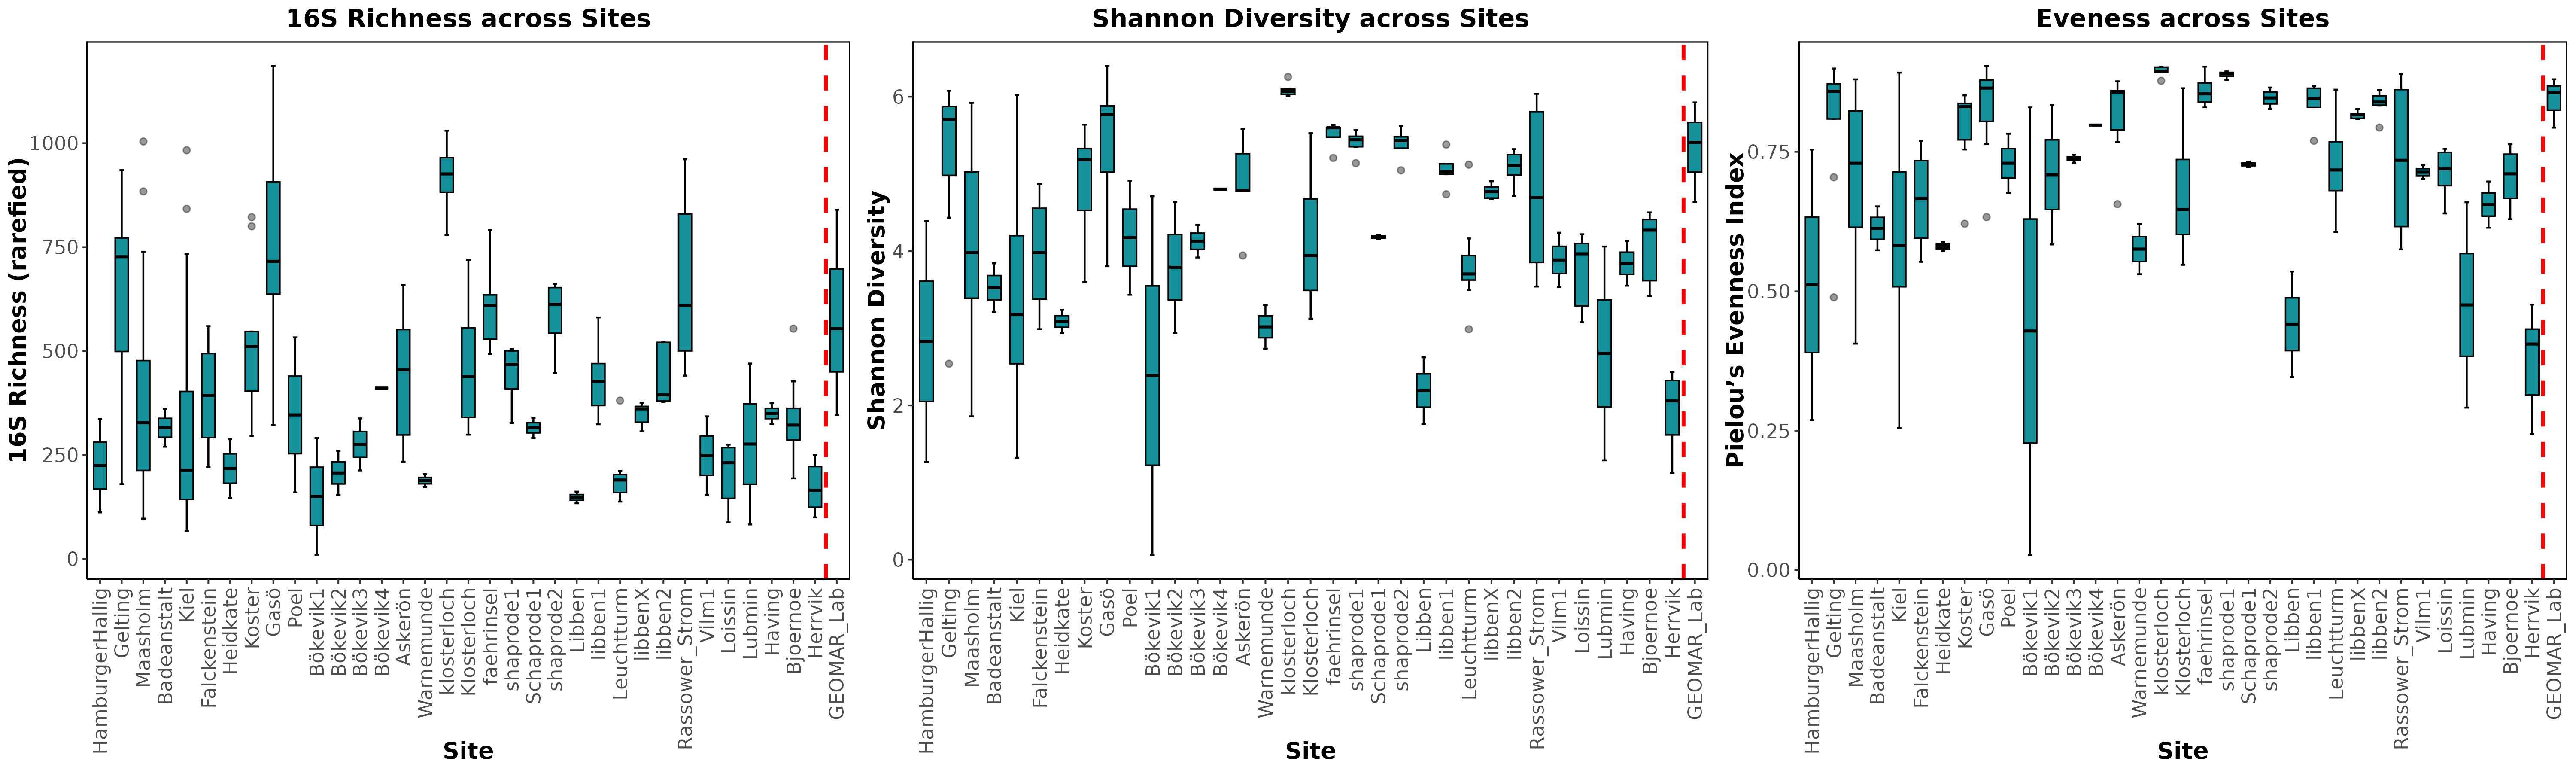 16S Richness across Sites
16S Richness (rarefied)
1000
750
500
250
0
HamburgerHallig
Gelting
Maasholm
Badeanstalt
Kiel
Falckenstein
Heidkate
Koster
Gasö
Poel
Bökevik1
Bökevik2
Bökevik3
Bökevik4
Askerön
Warnemunde
klosterloch
Klosterloch
faehrinsel
shaprode1
Schaprode1
shaprode2
Libben
libben1
Leuchtturm
libbenX
libben2
Rassower_Strom
Vilm1
Loissin
Lubmin
Having
Bjoernoe
Herrvik
GEOMAR_Lab
Site
Shannon Diversity across Sites
Shannon Diversity
6
4
2
0
HamburgerHallig
Gelting
Maasholm
Badeanstalt
Kiel
Falckenstein
Heidkate
Koster
Gasö
Poel
Bökevik1
Bökevik2
Bökevik3
Bökevik4
Askerön
Warnemunde
klosterloch
Klosterloch
faehrinsel
shaprode1
Schaprode1
shaprode2
Libben
libben1
Leuchtturm
libbenX
libben2
Rassower_Strom
Vilm1
Loissin
Lubmin
Having
Bjoernoe
Herrvik
GEOMAR_Lab
Site
Eveness across Sites
Pielou’s Evenness Index
0.75
0.50
0.25
0.00
HamburgerHallig
Gelting
Maasholm
Badeanstalt
Kiel
Falckenstein
Heidkate
Koster
Gasö
Poel
Bökevik1
Bökevik2
Bökevik3
Bökevik4
Askerön
Warnemunde
klosterloch
Klosterloch
faehrinsel
shaprode1
Schaprode1
shaprode2
Libben
libben1
Leuchtturm
libbenX
libben2
Rassower_Strom
Vilm1
Loissin
Lubmin
Having
Bjoernoe
Herrvik
GEOMAR_Lab
Site